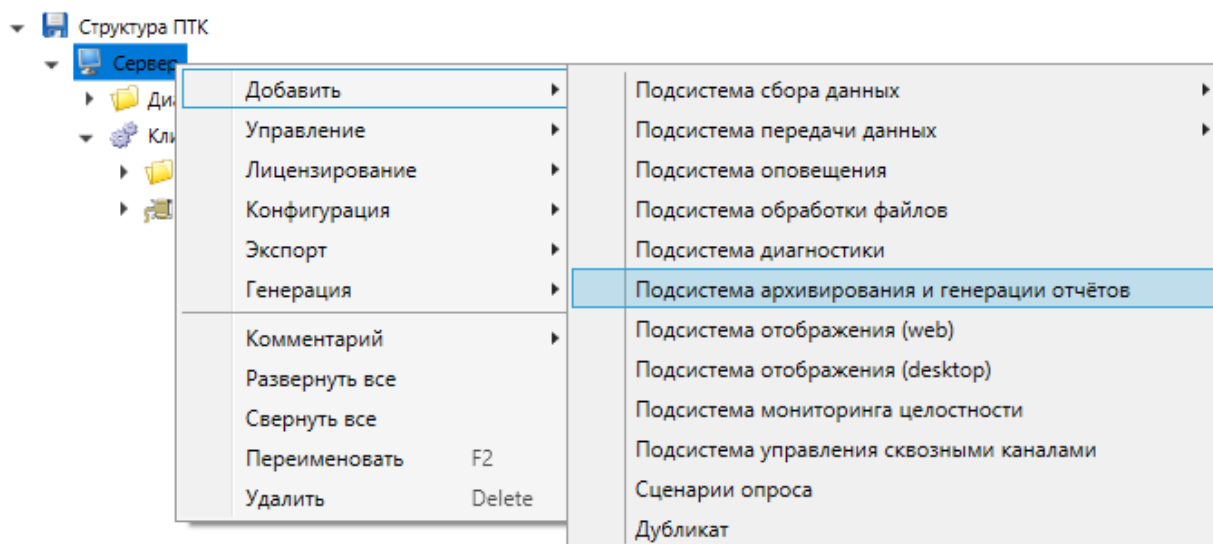 Структура ПТК
Сервер
Диа
Кли
Добавить
Управление
Лицензирование
Конфигурация
Экспорт
Генерация
Комментарий
Развернуть все
Свернуть все
Переименовать F2
Удалить Delete
Подсистема сбора данных
Подсистема передачи данных
Подсистема оповещения
Подсистема обработки файлов
Подсистема диагностики
Подсистема архивирования и генерации отчётов
Подсистема отображения (web)
Подсистема отображения (desktop)
Подсистема мониторинга целостности
Подсистема управления сквозными каналами
Сценарии опроса
Дубликат